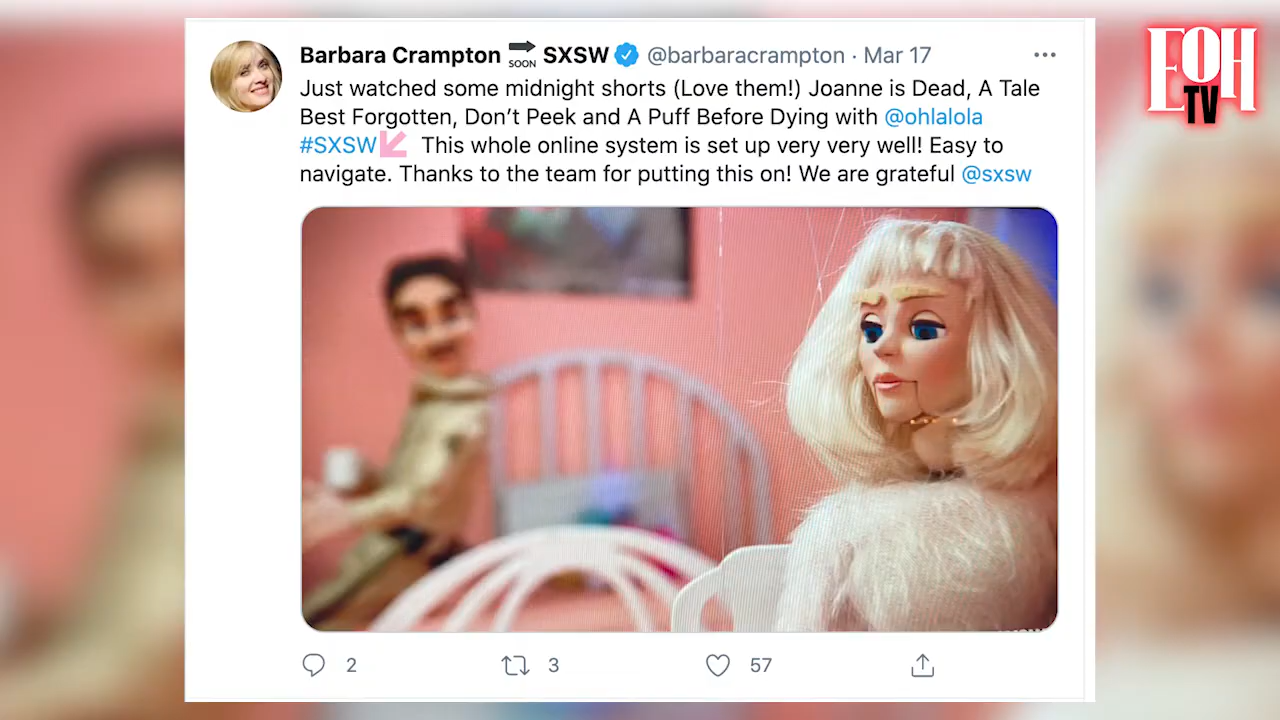 Barbara Crampton SOON SXSW @barbaracrampton · Mar 17
Just watched some midnight shorts (Love them!) Joanne is Dead, A Tale
Best Forgotten, Don’t Peek and A Puff Before Dying with @ohlalola
#SXSW This whole online system is set up very very well! Easy to
navigate. Thanks to the team for putting this on! We are grateful @sxsw
2 3 57
EOH
TV